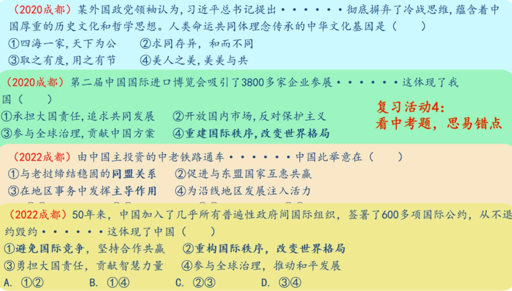 （2020成都）某外国政党领袖认为,习近平总书记提出······彻底摒弃了冷战思维,蕴含着中
国厚重的历史文化和哲学思想。人类命运共同体理念传承的中华文化基因是（　　）
①四海一家,天下为公　②求同存异，和而不同
③取之有度,用之有节　④美人之美,美美与共
（2020成都）第二届中国国际进口博览会吸引了3800多家企业参展······这体现了我
国（　　）
①承担大国责任,追求共同发展　②开放国内市场,反对保护主义
③参与全球治理,贡献中国方案　④重建国际秩序,改变世界格局
复习活动4：
看中考题，思易错点
（2022成都）由中国主投资的中老铁路通车······中国此举意在（　　）
①与老挝缔结稳固的同盟关系　②促进与东盟国家互惠共赢
③在地区事务中发挥主导作用　④为沿线地区发展注入活力
（2022成都）50年来，中国加入了几乎所有普遍性政府间国际组织，签署了600多项国际公约，从不退
约毁约······这体现了中国（　　）
①避免国际竞争，坚持合作共赢　②重构国际秩序，改变世界格局
③勇担大国责任，贡献智慧力量　④参与全球治理，推动和平发展
A. ①②　B. ①④　C. ②③　D. ③④